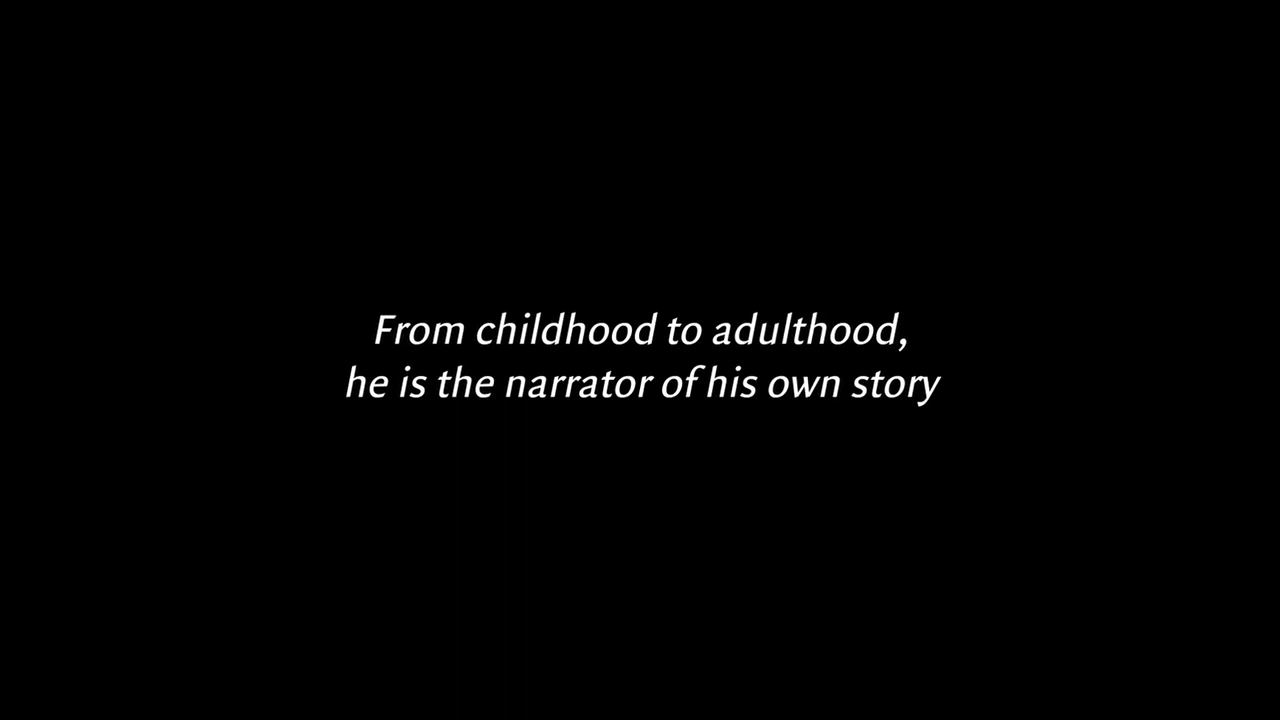 From childhood to adulthood,
he is the narrator of his own story